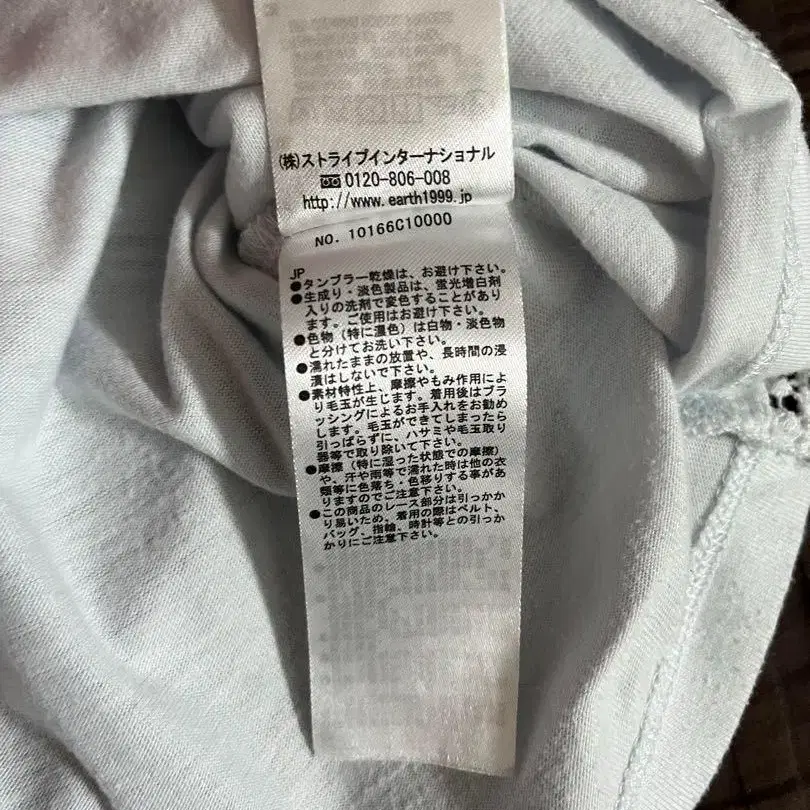 (株)ストライプインターナショナル
0120-806-008
http://www.earth1999.jp
NO. 10166C10000
JP
●タンブラー乾燥は、お避け下さい。
●生成り・淡色製品は、蛍光増白剤
入りの洗剤で変色することがあり
ます。ご使用はお避け下さい。
●色物（特に濃色）は白物・淡色物
と分けてお洗い下さい。
●濡れたままの放置や、長時間の浸
漬はしないで下さい。
●素材特性上、摩擦やもみ作用によ
り毛玉が生じます。着用後はブラ
ッシングによるお手入れをお勧め
します。毛玉ができてしまったら
引っぱらずに、ハサミや毛玉取り
器等で取り除いて下さい。
●摩擦（特に湿った状態での摩擦）
や、汗や雨等で濡れた時は他の衣
類等に色落ち・色移りする事があ
りますのでご注意下さい。
●この商品のレース部分は引っかか
り易いため、着用の際はベルト、
バッグ、指輪、時計等との引っか
かりにご注意下さい。